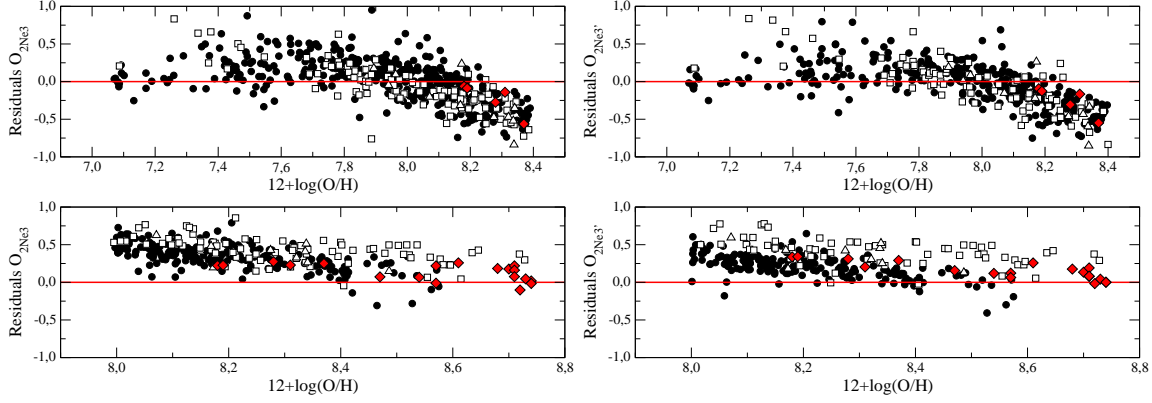 1,0
0,5
0,0
-0,5
-1,0
Residuals O2Ne3
7,0 7,2 7,4 7,6 7,8 8,0 8,2 8,4
12+log(O/H)
1,0
0,5
0,0
-0,5
-1,0
Residuals O2Ne3'
7,0 7,2 7,4 7,6 7,8 8,0 8,2 8,4
12+log(O/H)
1,0
0,5
0,0
-0,5
-1,0
Residuals O2Ne3
8,0 8,2 8,4 8,6 8,8
12+log(O/H)
1,0
0,5
0,0
-0,5
-1,0
Residuals O2Ne3'
8,0 8,2 8,4 8,6 8,8
12+log(O/H)